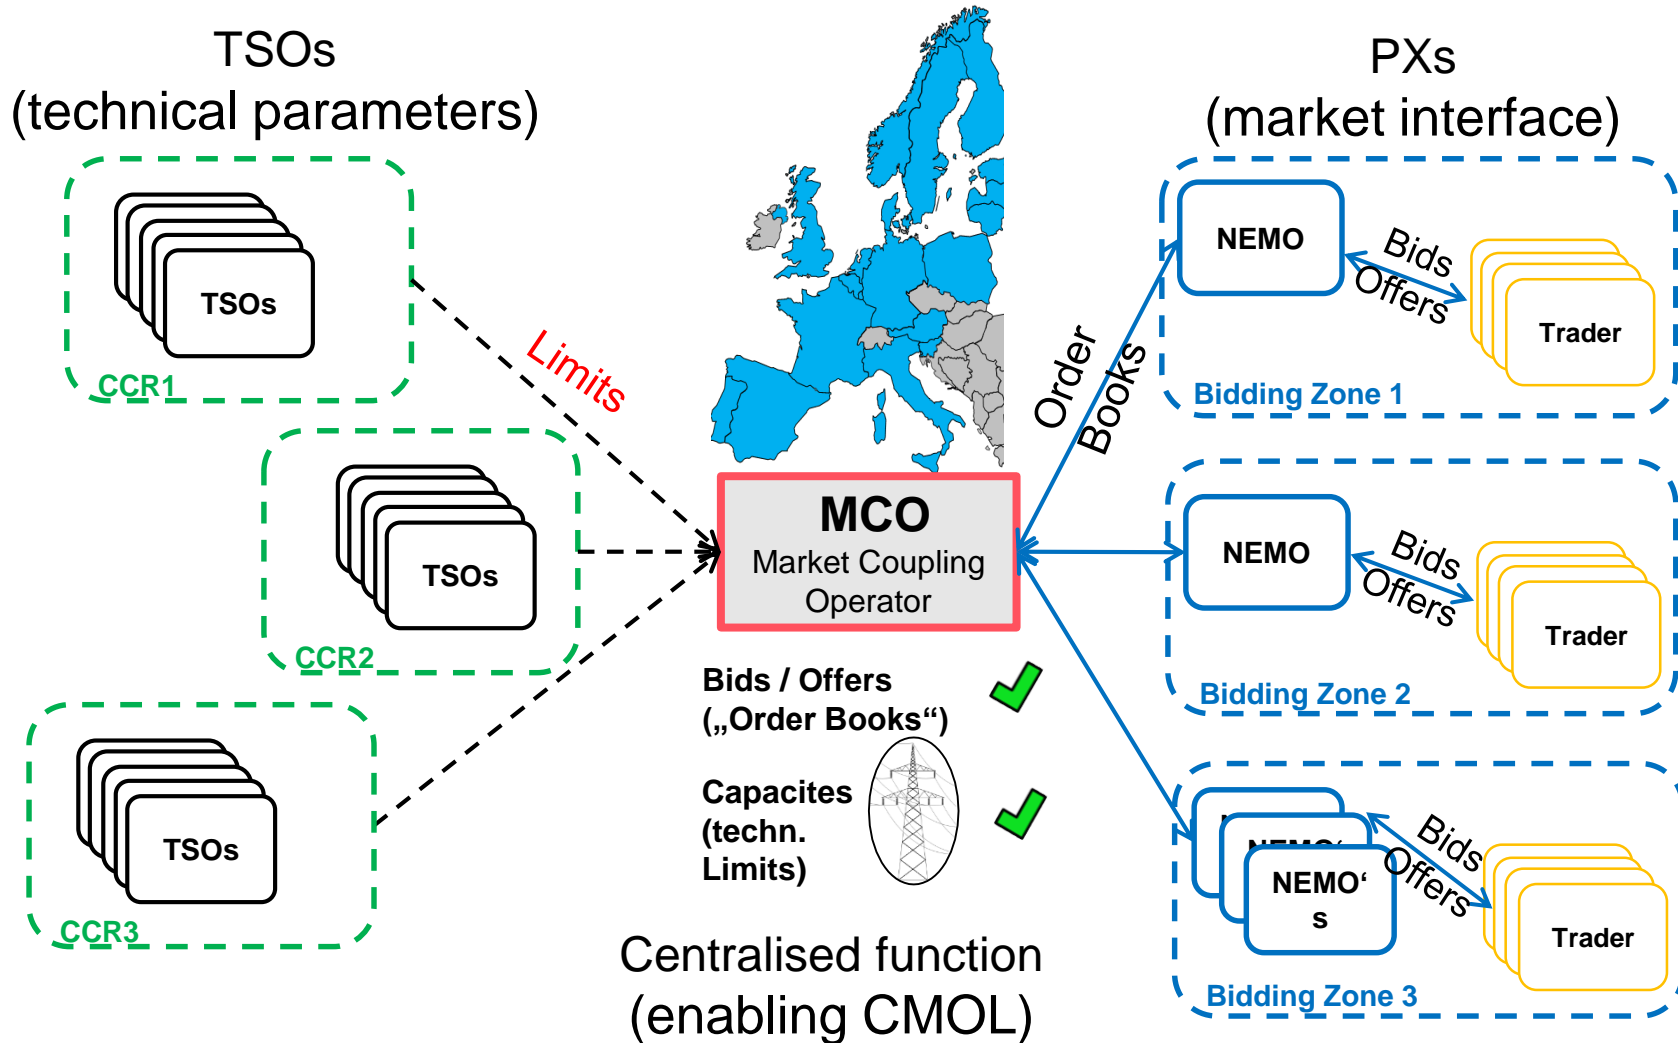 TSOs
(technical parameters)
TSOs
CCR1
TSOs
CCR2
TSOs
CCR3
Limits
MCO
Market Coupling
Operator
Bids / Offers
(„Order Books“)
Capacites
(techn.
Limits)
Centralised function
(enabling CMOL)
PXs
(market interface)
Order
Books
NEMO
Bids
Offers
Trader
Bidding Zone 1
NEMO
Bids
Offers
Trader
Bidding Zone 2
NEMO‘
s
Bids
Offers
Trader
Bidding Zone 3